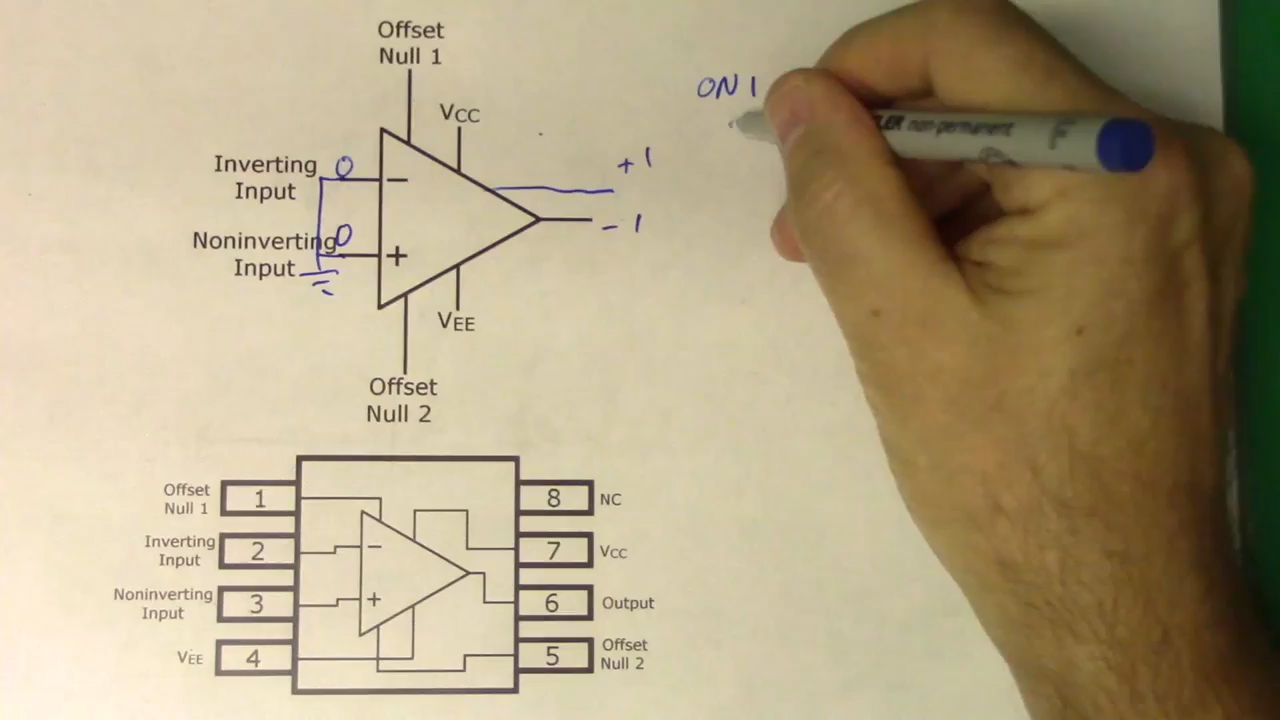 Offset
Null 1
VCC
Inverting
Input
0
−
+ 1
- 1
Noninverting
Input
0
+
VEE
Offset
Null 2
ON 1
non-permanent
F
Offset
Null 1
1
8
NC
Inverting
Input
2
−
7
VCC
Noninverting
Input
3
+
6
Output
VEE
4
5
Offset
Null 2